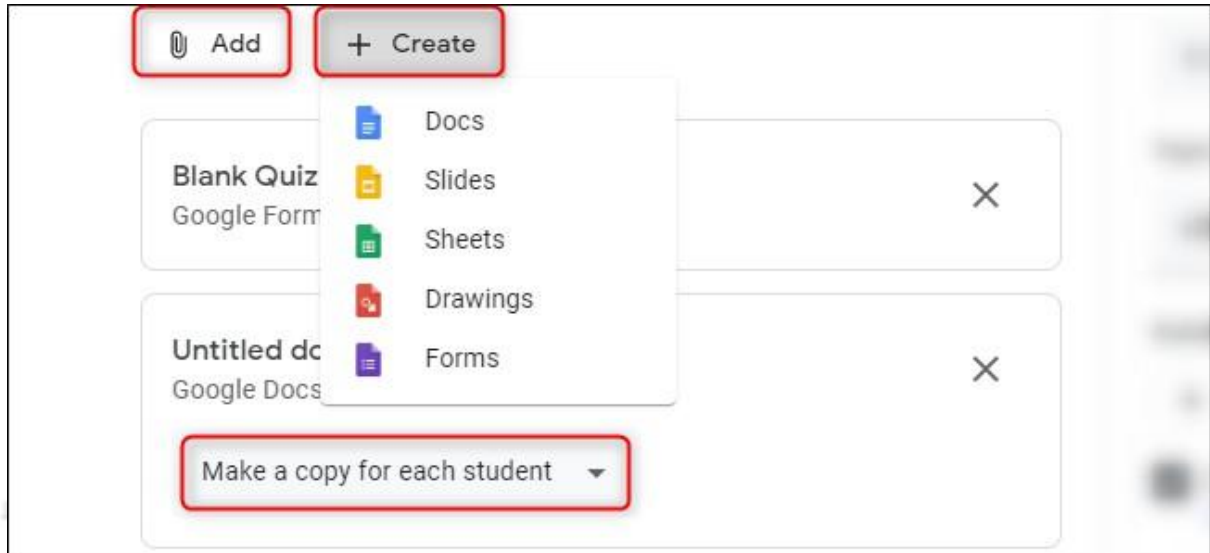 Add
Create
Docs
Blank Quiz
Slides
Google Form
Sheets
Drawings
Untitled do
Forms
Google Docs
Make a copy for each student